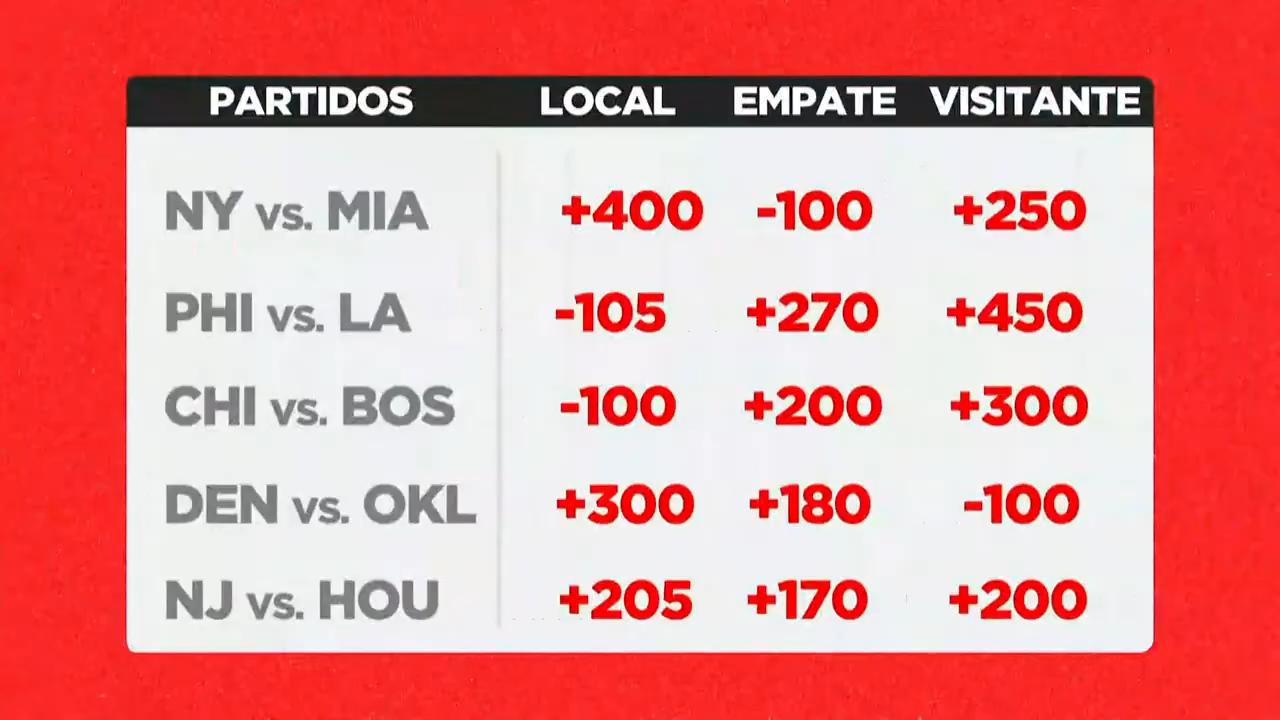 PARTIDOS LOCAL EMPATE VISITANTE
NY vs. MIA +400 -100 +250
PHI vs. LA -105 +270 +450
CHI vs. BOS -100 +200 +300
DEN vs. OKL +300 +180 -100
NJ vs. HOU +205 +170 +200